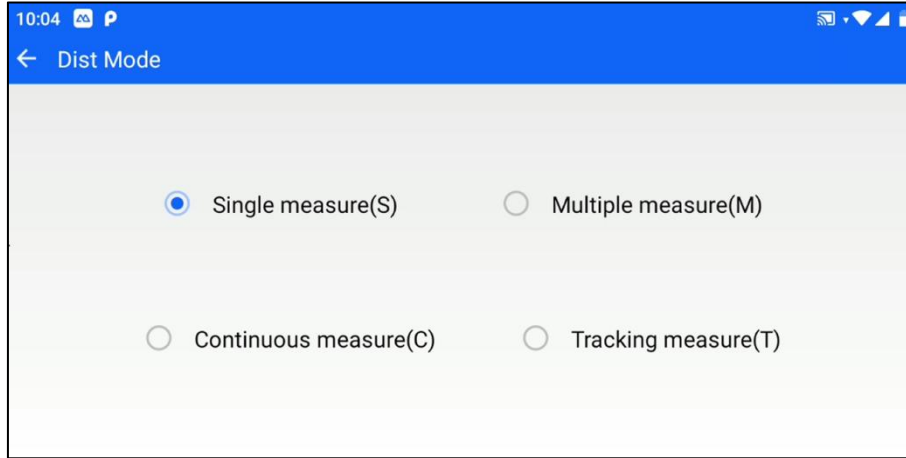 10:04
Dist Mode
Single measure(S) Multiple measure(M)
Continuous measure(C) Tracking measure(T)